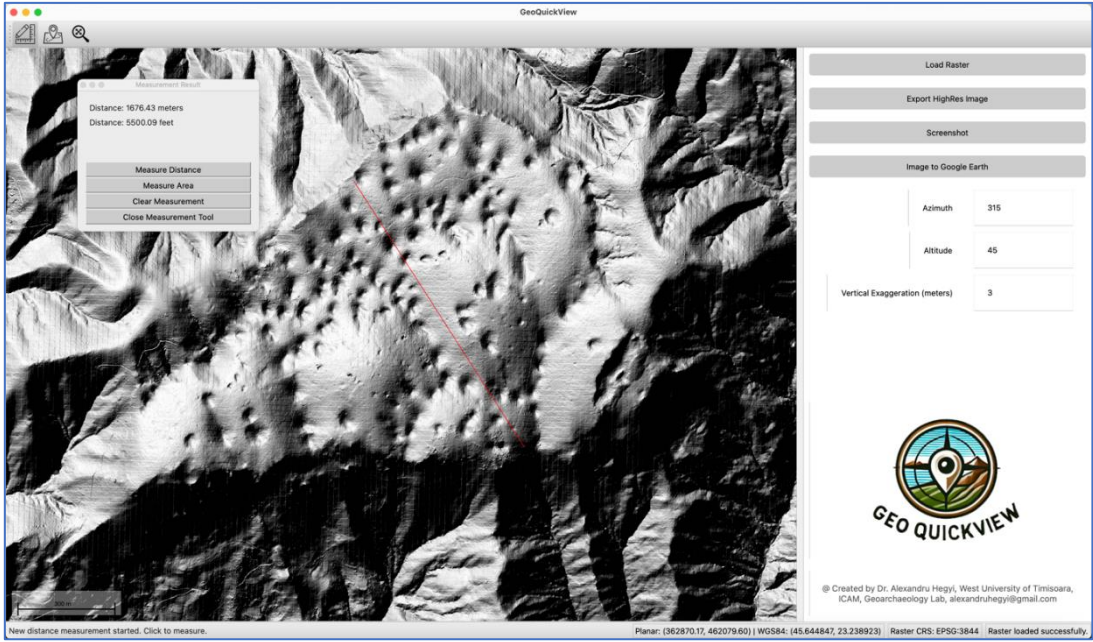 GeoQuickView
Measurement Result
Distance: 1676.43 meters
Distance: 5500.09 feet
Measure Distance
Measure Area
Clear Measurement
Close Measurement Tool
Load Raster
Export HighRes Image
Screenshot
Image to Google Earth
Azimuth 315
Altitude 45
Vertical Exaggeration (meters) 3
GEO QUICKVIEW
@ Created by Dr. Alexandru Hegyi, West University of Timisoara,
ICAM, Geoarchaeology Lab, alexandruhegyi@gmail.com
300 m
New distance measurement started. Click to measure.
Planar: (362870.17, 462079.60) | WGS84: (45.644847, 23.238923) Raster CRS: EPSG:3844 Raster loaded successfully.